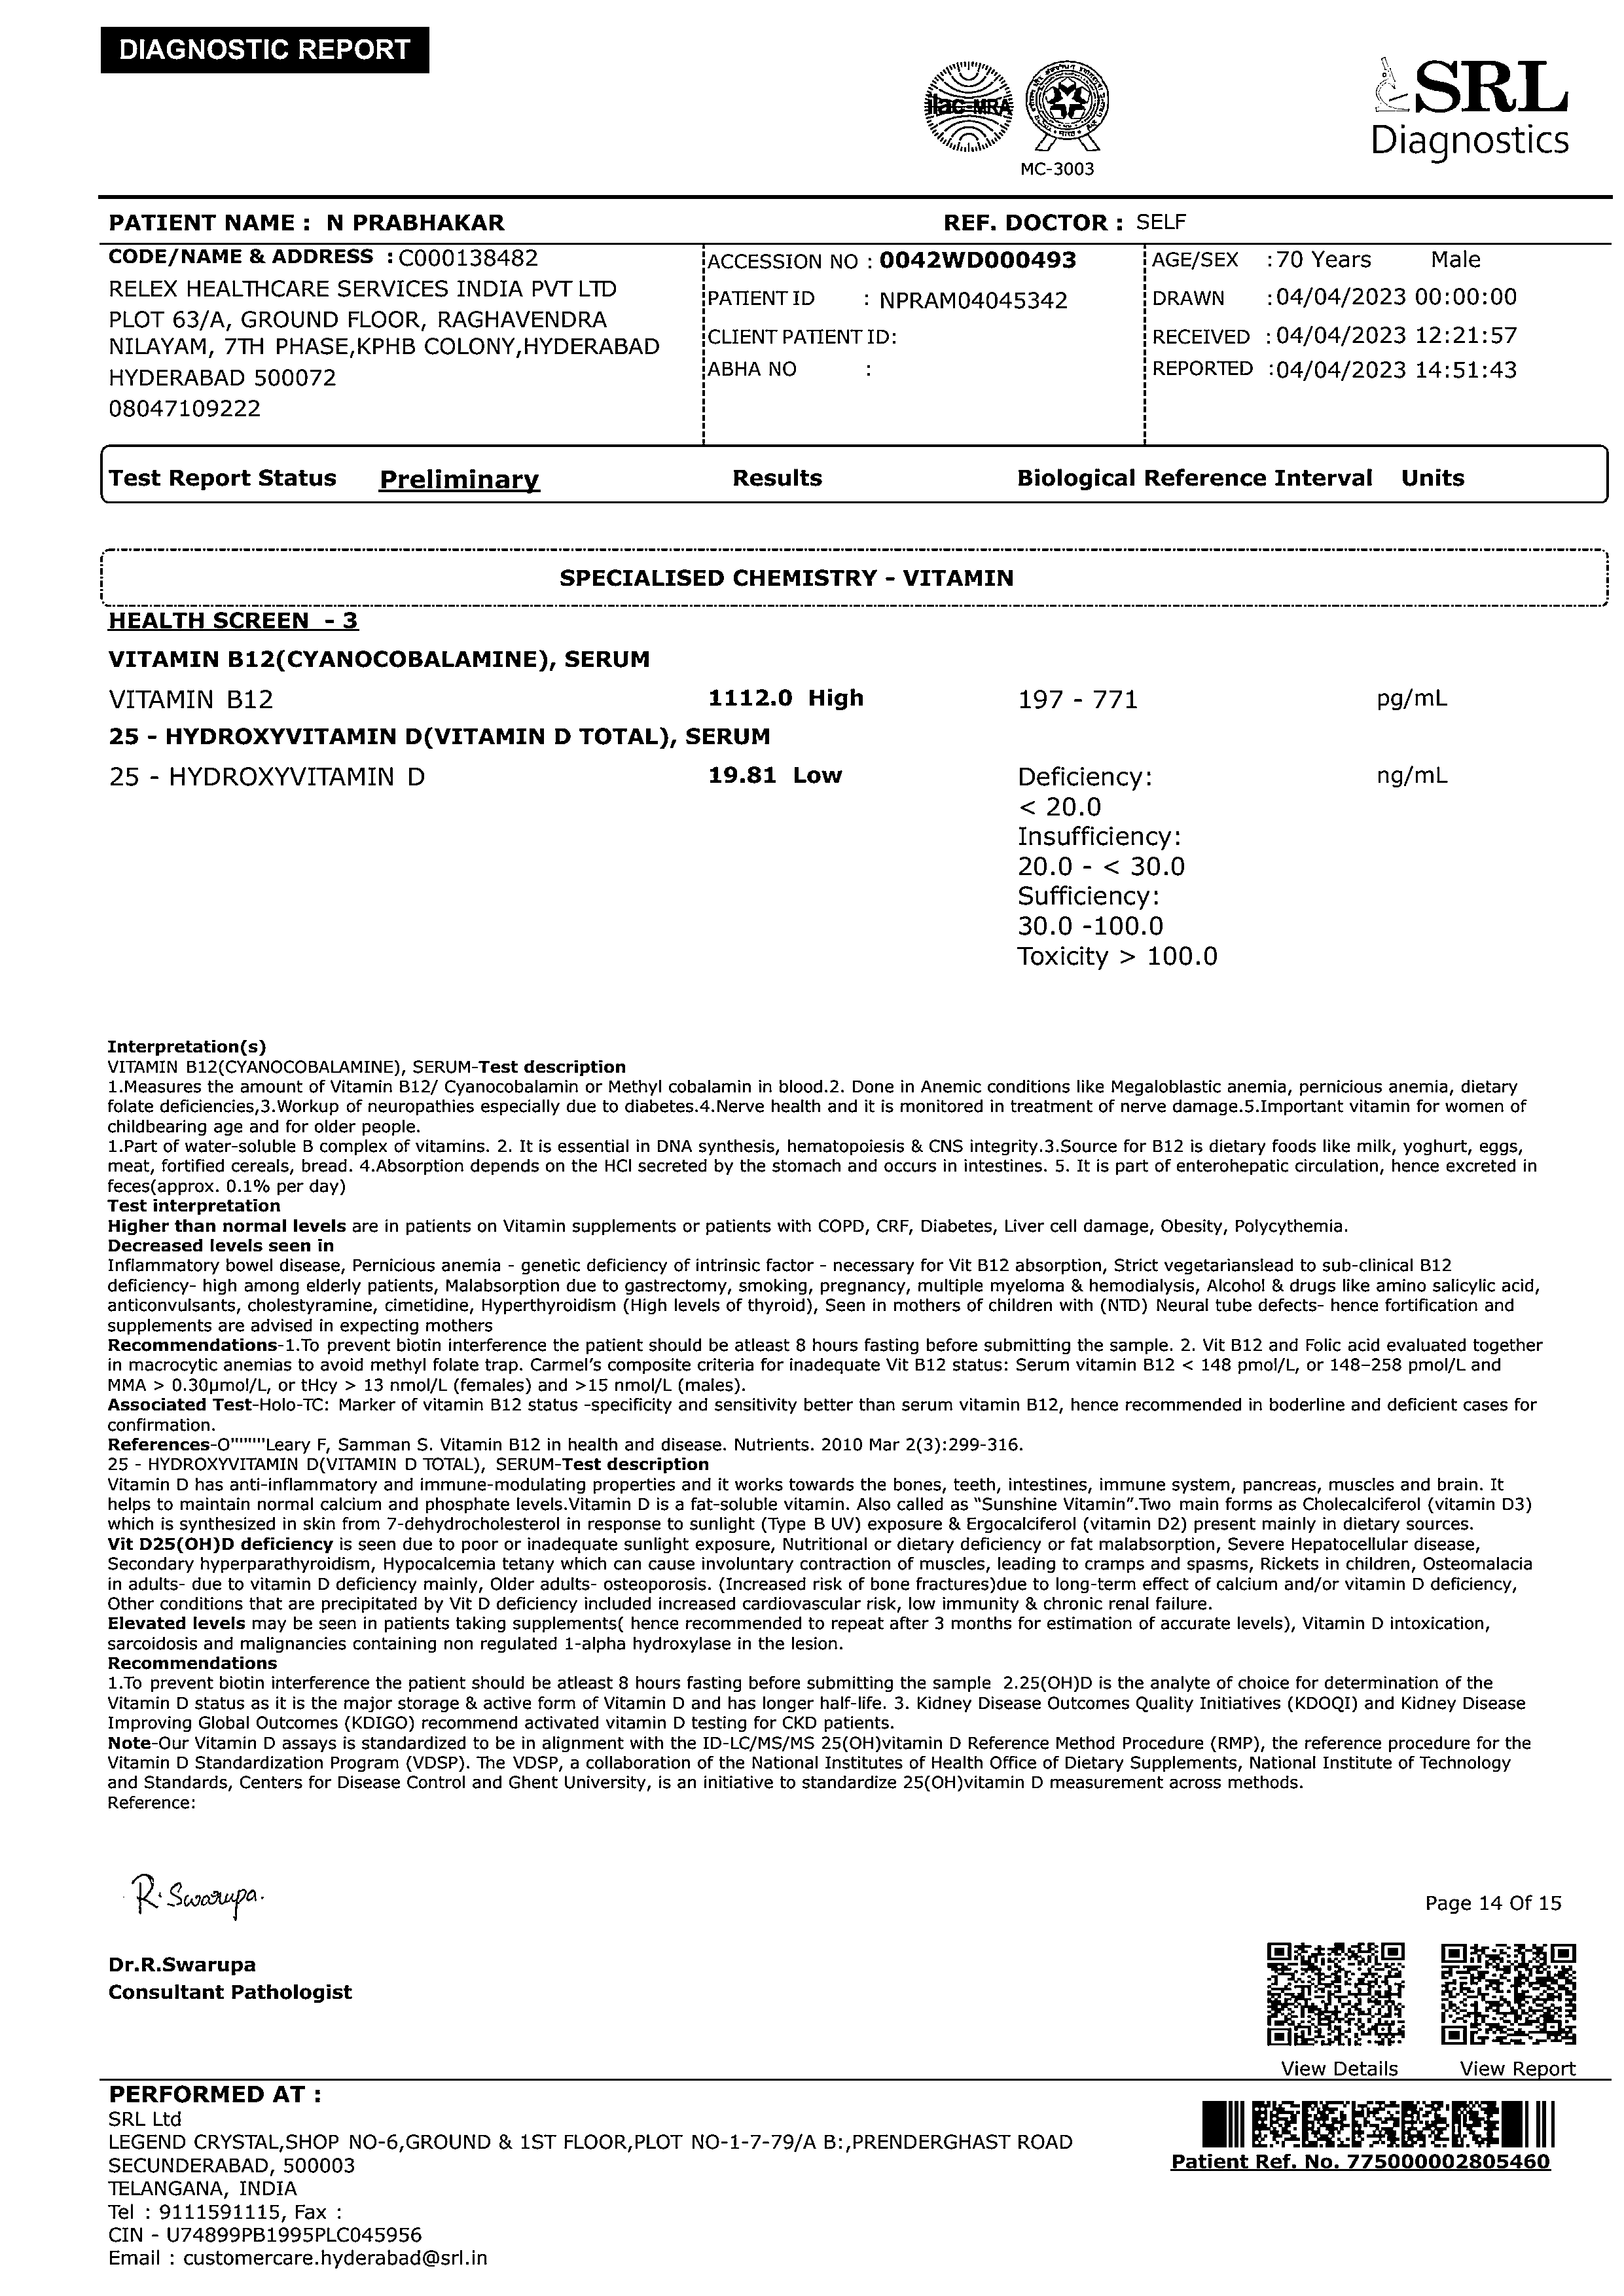 DIAGNOSTIC REPORT
ilac-MRA
MC-3003
SRL
Diagnostics
PATIENT NAME : N PRABHAKAR REF. DOCTOR : SELF
CODE/NAME & ADDRESS : C000138482
RELEX HEALTHCARE SERVICES INDIA PVT LTD
PLOT 63/A, GROUND FLOOR, RAGHAVENDRA
NILAYAM, 7TH PHASE,KPHB COLONY,HYDERABAD
HYDERABAD 500072
08047109222
ACCESSION NO : 0042WD000493
PATIENT ID : NPRAM04045342
CLIENT PATIENT ID:
ABHA NO :
AGE/SEX : 70 Years Male
DRAWN : 04/04/2023 00:00:00
RECEIVED : 04/04/2023 12:21:57
REPORTED : 04/04/2023 14:51:43
Test Report Status Preliminary Results Biological Reference Interval Units
SPECIALISED CHEMISTRY - VITAMIN
HEALTH SCREEN - 3
VITAMIN B12(CYANOCOBALAMINE), SERUM
VITAMIN B12 1112.0 High 197 - 771 pg/mL
25 - HYDROXYVITAMIN D(VITAMIN D TOTAL), SERUM
25 - HYDROXYVITAMIN D 19.81 Low Deficiency: ng/mL
< 20.0
Insufficiency:
20.0 - < 30.0
Sufficiency:
30.0 -100.0
Toxicity > 100.0
Interpretation(s)
VITAMIN B12(CYANOCOBALAMINE), SERUM-Test description
1.Measures the amount of Vitamin B12/ Cyanocobalamin or Methyl cobalamin in blood.2. Done in Anemic conditions like Megaloblastic anemia, pernicious anemia, dietary
folate deficiencies,3.Workup of neuropathies especially due to diabetes.4.Nerve health and it is monitored in treatment of nerve damage.5.Important vitamin for women of
childbearing age and for older people.
1.Part of water-soluble B complex of vitamins. 2. It is essential in DNA synthesis, hematopoiesis & CNS integrity.3.Source for B12 is dietary foods like milk, yoghurt, eggs,
meat, fortified cereals, bread. 4.Absorption depends on the HCl secreted by the stomach and occurs in intestines. 5. It is part of enterohepatic circulation, hence excreted in
feces(approx. 0.1% per day)
Test interpretation
Higher than normal levels are in patients on Vitamin supplements or patients with COPD, CRF, Diabetes, Liver cell damage, Obesity, Polycythemia.
Decreased levels seen in
Inflammatory bowel disease, Pernicious anemia - genetic deficiency of intrinsic factor - necessary for Vit B12 absorption, Strict vegetarianslead to sub-clinical B12
deficiency- high among elderly patients, Malabsorption due to gastrectomy, smoking, pregnancy, multiple myeloma & hemodialysis, Alcohol & drugs like amino salicylic acid,
anticonvulsants, cholestyramine, cimetidine, Hyperthyroidism (High levels of thyroid), Seen in mothers of children with (NTD) Neural tube defects- hence fortification and
supplements are advised in expecting mothers
Recommendations-1.To prevent biotin interference the patient should be atleast 8 hours fasting before submitting the sample. 2. Vit B12 and Folic acid evaluated together
in macrocytic anemias to avoid methyl folate trap. Carmel's composite criteria for inadequate Vit B12 status: Serum vitamin B12 < 148 pmol/L, or 148–258 pmol/L and
MMA > 0.30µmol/L, or tHcy > 13 nmol/L (females) and >15 nmol/L (males).
Associated Test-Holo-TC: Marker of vitamin B12 status -specificity and sensitivity better than serum vitamin B12, hence recommended in boderline and deficient cases for
confirmation.
References-O''''''''Leary F, Samman S. Vitamin B12 in health and disease. Nutrients. 2010 Mar 2(3):299-316.
25 - HYDROXYVITAMIN D(VITAMIN D TOTAL), SERUM-Test description
Vitamin D has anti-inflammatory and immune-modulating properties and it works towards the bones, teeth, intestines, immune system, pancreas, muscles and brain. It
helps to maintain normal calcium and phosphate levels.Vitamin D is a fat-soluble vitamin. Also called as “Sunshine Vitamin”.Two main forms as Cholecalciferol (vitamin D3)
which is synthesized in skin from 7-dehydrocholesterol in response to sunlight (Type B UV) exposure & Ergocalciferol (vitamin D2) present mainly in dietary sources.
Vit D25(OH)D deficiency is seen due to poor or inadequate sunlight exposure, Nutritional or dietary deficiency or fat malabsorption, Severe Hepatocellular disease,
Secondary hyperparathyroidism, Hypocalcemia tetany which can cause involuntary contraction of muscles, leading to cramps and spasms, Rickets in children, Osteomalacia
in adults- due to vitamin D deficiency mainly, Older adults- osteoporosis. (Increased risk of bone fractures)due to long-term effect of calcium and/or vitamin D deficiency,
Other conditions that are precipitated by Vit D deficiency included increased cardiovascular risk, low immunity & chronic renal failure.
Elevated levels may be seen in patients taking supplements( hence recommended to repeat after 3 months for estimation of accurate levels), Vitamin D intoxication,
sarcoidosis and malignancies containing non regulated 1-alpha hydroxylase in the lesion.
Recommendations
1.To prevent biotin interference the patient should be atleast 8 hours fasting before submitting the sample 2.25(OH)D is the analyte of choice for determination of the
Vitamin D status as it is the major storage & active form of Vitamin D and has longer half-life. 3. Kidney Disease Outcomes Quality Initiatives (KDOQI) and Kidney Disease
Improving Global Outcomes (KDIGO) recommend activated vitamin D testing for CKD patients.
Note-Our Vitamin D assays is standardized to be in alignment with the ID-LC/MS/MS 25(OH)vitamin D Reference Method Procedure (RMP), the reference procedure for the
Vitamin D Standardization Program (VDSP). The VDSP, a collaboration of the National Institutes of Health Office of Dietary Supplements, National Institute of Technology
and Standards, Centers for Disease Control and Ghent University, is an initiative to standardize 25(OH)vitamin D measurement across methods.
Reference:
R. Swarupa.
Page 14 Of 15
Dr.R.Swarupa
Consultant Pathologist
View Details View Report
PERFORMED AT :
SRL Ltd
LEGEND CRYSTAL,SHOP NO-6,GROUND & 1ST FLOOR,PLOT NO-1-7-79/A B:,PRENDERGHAST ROAD
SECUNDERABAD, 500003
TELANGANA, INDIA
Tel : 9111591115, Fax :
CIN - U74899PB1995PLC045956
Email : customercare.hyderabad@srl.in
Patient Ref. No. 775000002805460